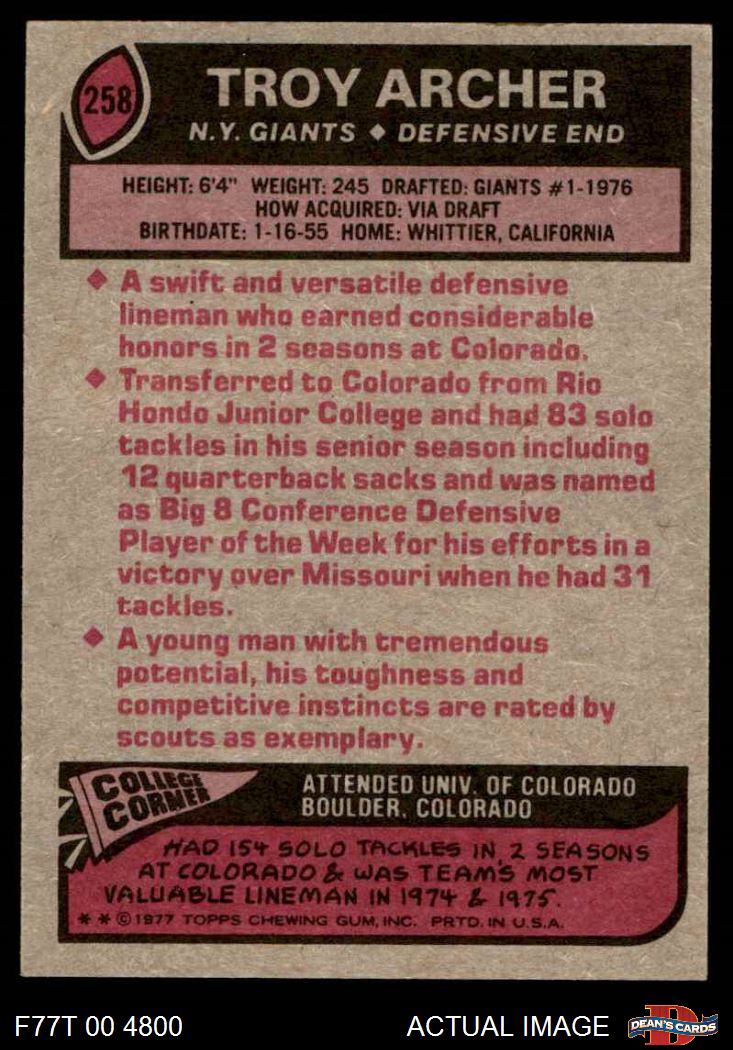 258
TROY ARCHER
N.Y. GIANTS ◆ DEFENSIVE END
HEIGHT: 6'4" WEIGHT: 245 DRAFTED: GIANTS #1-1976
HOW ACQUIRED: VIA DRAFT
BIRTHDATE: 1-16-55 HOME: WHITTIER, CALIFORNIA
◆ A swift and versatile defensive
lineman who earned considerable
honors in 2 seasons at Colorado.
◆ Transferred to Colorado from Rio
Hondo Junior College and had 83 solo
tackles in his senior season including
12 quarterback sacks and was named
as Big 8 Conference Defensive
Player of the Week for his efforts in a
victory over Missouri when he had 31
tackles.
◆ A young man with tremendous
potential, his toughness and
competitive instincts are rated by
scouts as exemplary.
COLLEGE
CORNER
ATTENDED UNIV. OF COLORADO
BOULDER, COLORADO
HAD 154 SOLO TACKLES IN 2 SEASONS
AT COLORADO & WAS TEAM'S MOST
VALUABLE LINEMAN IN 1974 & 1975.
* * © 1977 TOPPS CHEWING GUM, INC. PRTD. IN U.S.A.
F77T 00 4800
ACTUAL IMAGE
D
DEAN'S CARDS